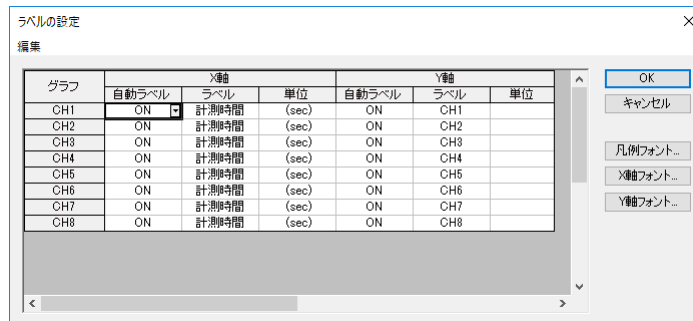 ラベルの設定
編集
グラフ X軸 Y軸
自動ラベル ラベル 単位 自動ラベル ラベル 単位
CH1 ON 計測時間 (sec) ON CH1
CH2 ON 計測時間 (sec) ON CH2
CH3 ON 計測時間 (sec) ON CH3
CH4 ON 計測時間 (sec) ON CH4
CH5 ON 計測時間 (sec) ON CH5
CH6 ON 計測時間 (sec) ON CH6
CH7 ON 計測時間 (sec) ON CH7
CH8 ON 計測時間 (sec) ON CH8
OK
キャンセル
凡例フォント...
X軸フォント...
Y軸フォント...